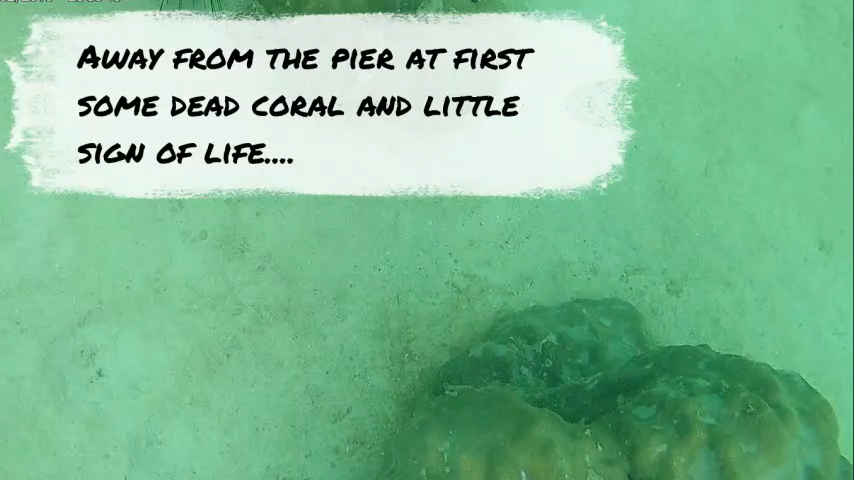 Away from the pier at first
some dead coral and little
sign of life....